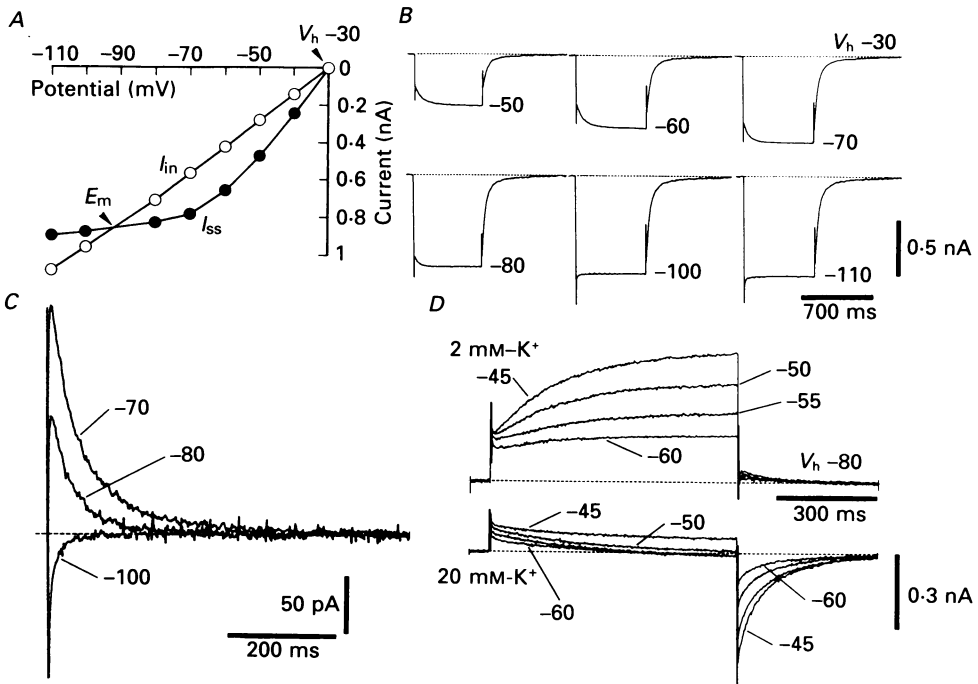 A
V_h −30
−110 −90 −70 −50
0
Potential (mV)
0·2
0·4
0·6
0·8
1
Current (nA)
I_in
E_m
I_ss
B
V_h −30
−50
−60
−70
−80
−100
−110
0·5 nA
700 ms
C
−70
−80
−100
50 pA
200 ms
D
2 mM–K⁺
−45
−50
−55
−60
V_h −80
300 ms
−45
−50
20 mM-K⁺
−60
−60
−45
0·3 nA